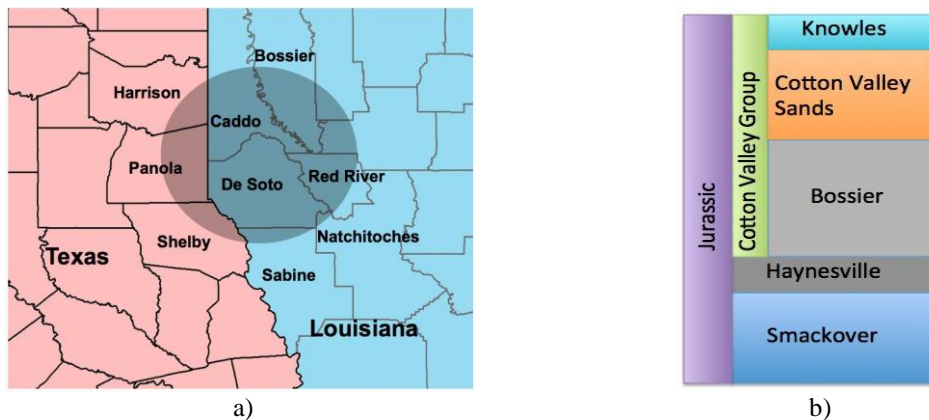 Bossier
Harrison
Caddo
Panola
De Soto
Red River
Shelby
Natchitoches
Texas
Sabine
Louisiana
a)
Jurassic
Cotton Valley Group
Knowles
Cotton Valley
Sands
Bossier
Haynesville
Smackover
b)